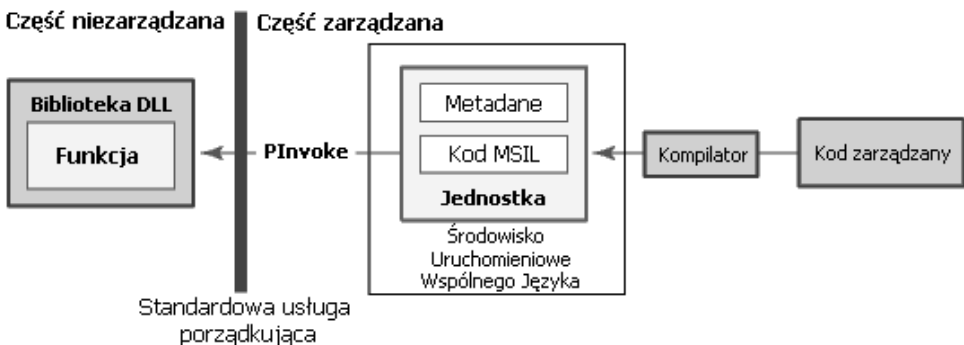 Część niezarządzana
Część zarządzana
Biblioteka DLL
Funkcja
PInvoke
Metadane
Kod MSIL
Jednostka
Środowisko
Uruchomieniowe
Wspólnego Języka
Kompilator
Kod zarządzany
Standardowa usługa
porządkująca